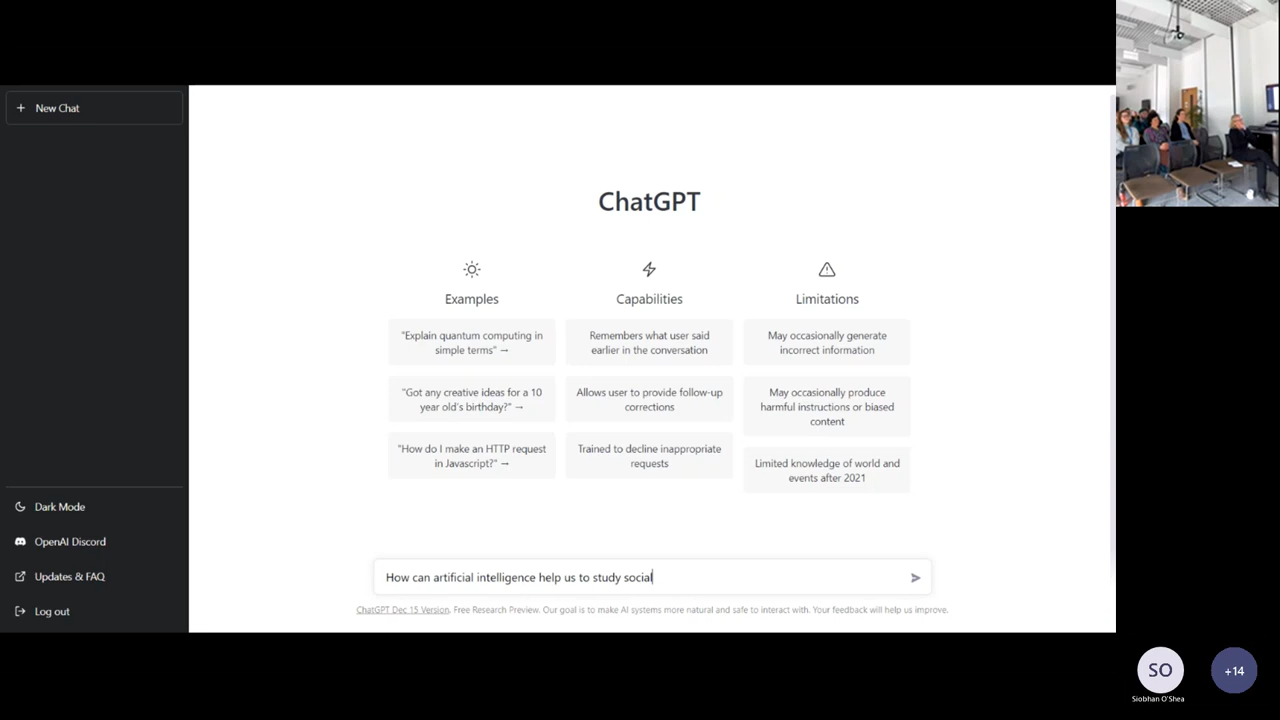 New Chat
ChatGPT
Examples
Capabilities
Limitations
"Explain quantum computing in
simple terms" →
Remembers what user said
earlier in the conversation
May occasionally generate
incorrect information
"Got any creative ideas for a 10
year old's birthday?" →
Allows user to provide follow-up
corrections
May occasionally produce
harmful instructions or biased
content
"How do I make an HTTP request
in Javascript?" →
Trained to decline inappropriate
requests
Limited knowledge of world and
events after 2021
Dark Mode
OpenAI Discord
Updates & FAQ
Log out
How can artificial intelligence help us to study social
ChatGPT Dec 15 Version. Free Research Preview. Our goal is to make AI systems more natural and safe to interact with. Your feedback will help us improve.
SO
+14
Siobhan O'Shea